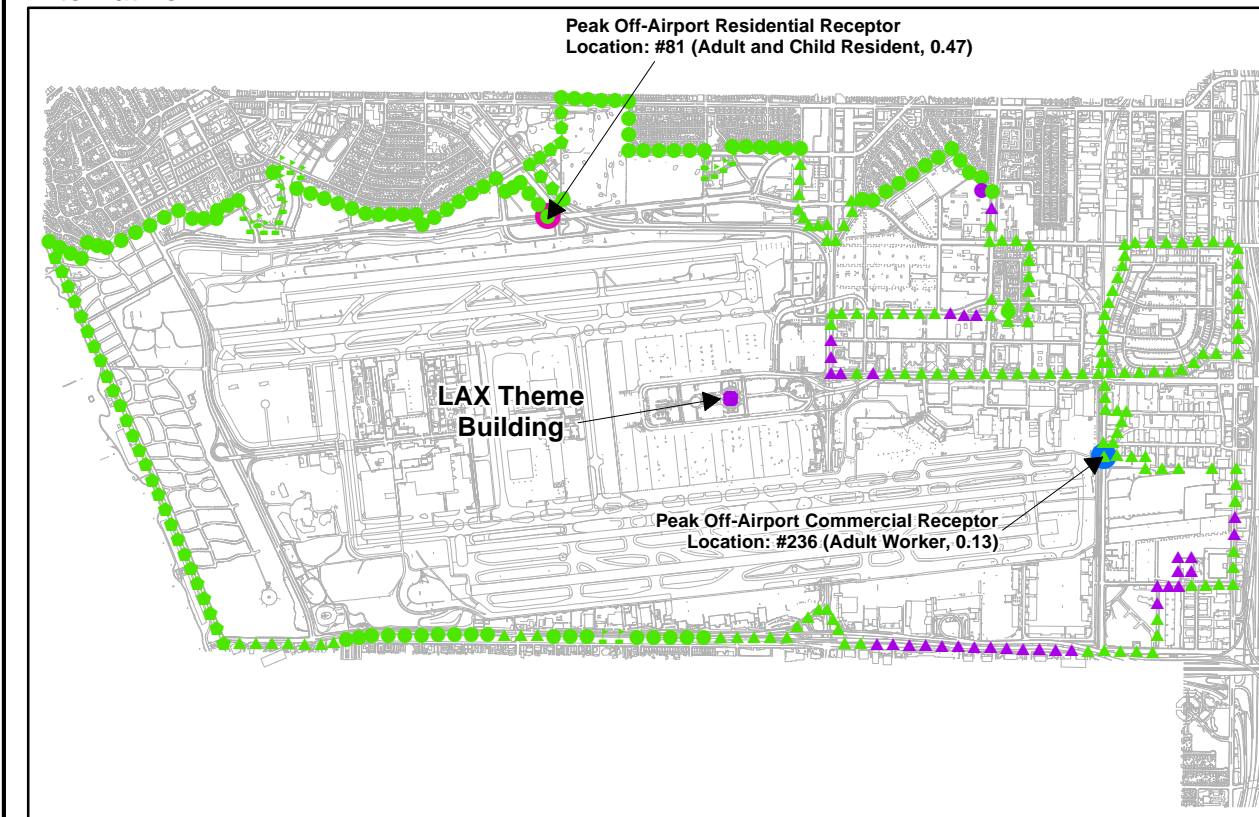 Peak Off-Airport Residential Receptor
Location: #81 (Adult and Child Resident, 0.47)
LAX Theme
Building
Peak Off-Airport Commercial Receptor
Location: #236 (Adult Worker, 0.13)